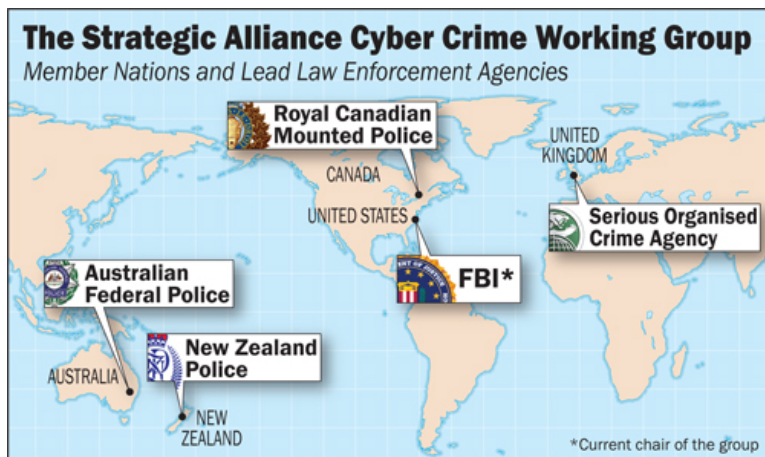 The Strategic Alliance Cyber Crime Working Group
Member Nations and Lead Law Enforcement Agencies
Royal Canadian
Mounted Police
CANADA
UNITED
KINGDOM
UNITED STATES
Serious Organised
Crime Agency
FBI*
Australian
Federal Police
New Zealand
Police
AUSTRALIA
NEW
ZEALAND
*Current chair of the group